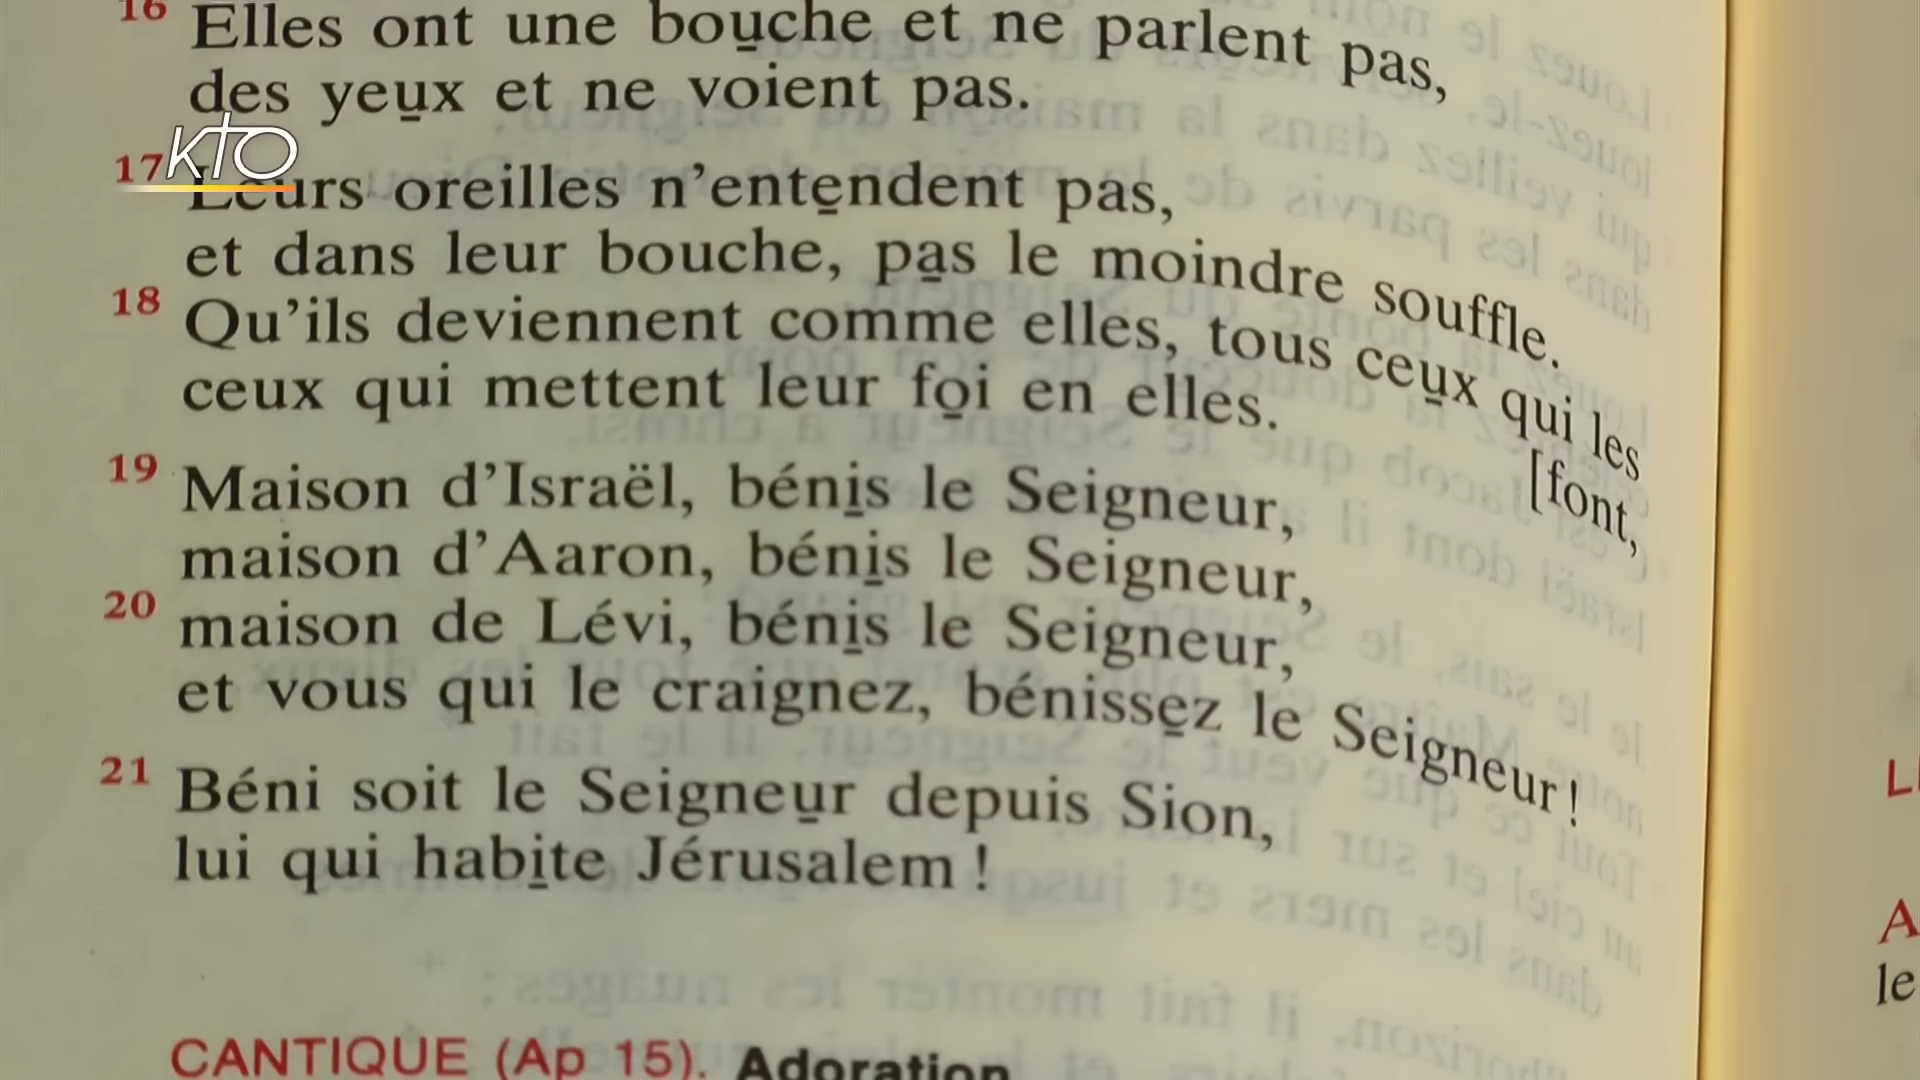 16 Elles ont une bouche et ne parlent pas,
des yeux et ne voient pas.
KTO
17 Leurs oreilles n’entendent pas,
et dans leur bouche, pas le moindre souffle.
18 Qu’ils deviennent comme elles, tous ceux qui les
[font,
ceux qui mettent leur foi en elles.
19 Maison d’Israël, bénis le Seigneur,
maison d’Aaron, bénis le Seigneur,
20 maison de Lévi, bénis le Seigneur,
et vous qui le craignez, bénissez le Seigneur !
21 Béni soit le Seigneur depuis Sion,
lui qui habite Jérusalem !
CANTIQUE (Ap 15). Adoration
A
le